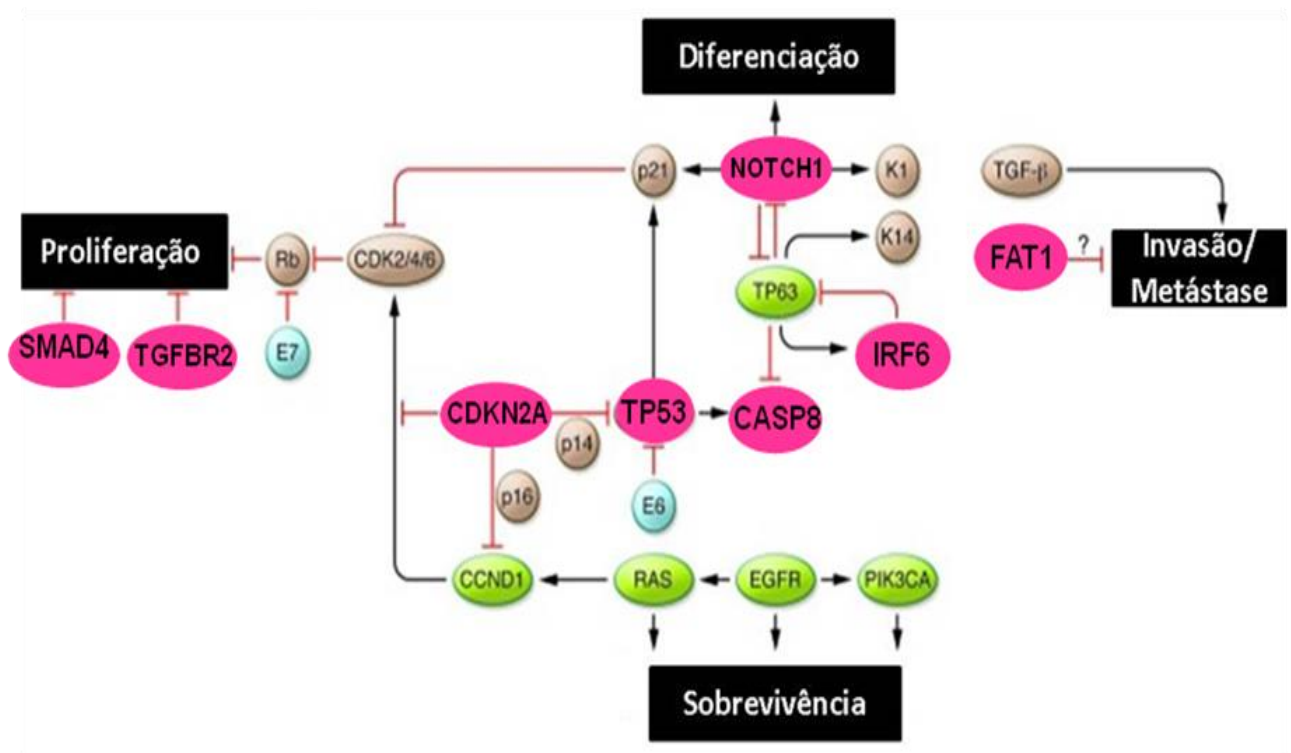 Diferenciação
p21
NOTCH1
K1
TGF-β
K14
Proliferação
Rb
CDK2/4/6
TP63
FAT1
?
Invasão/
Metástase
SMAD4
TGFBR2
E7
IRF6
CDKN2A
TP53
CASP8
p14
p16
E6
CCND1
RAS
EGFR
PIK3CA
Sobrevivência